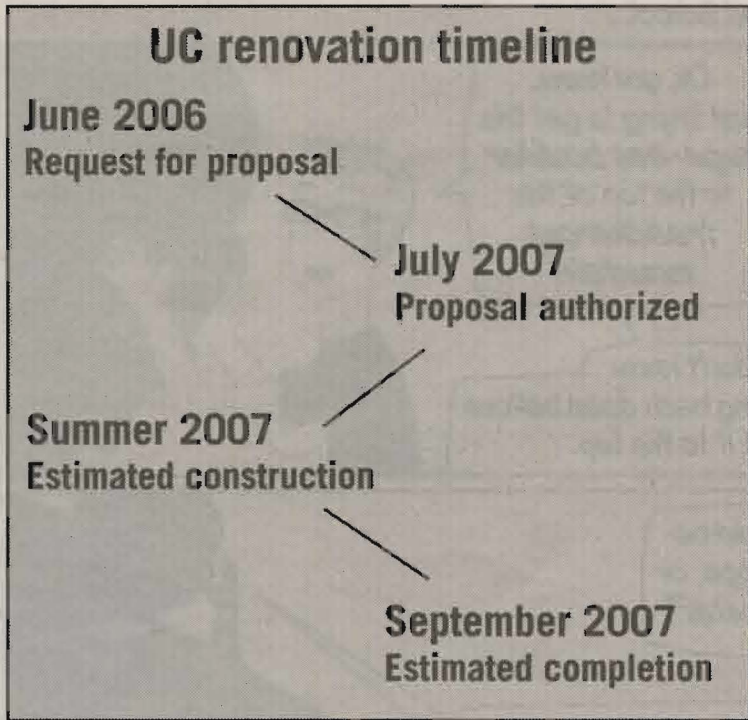 UC renovation timeline
June 2006
Request for proposal
July 2007
Proposal authorized
Summer 2007
Estimated construction
September 2007
Estimated completion